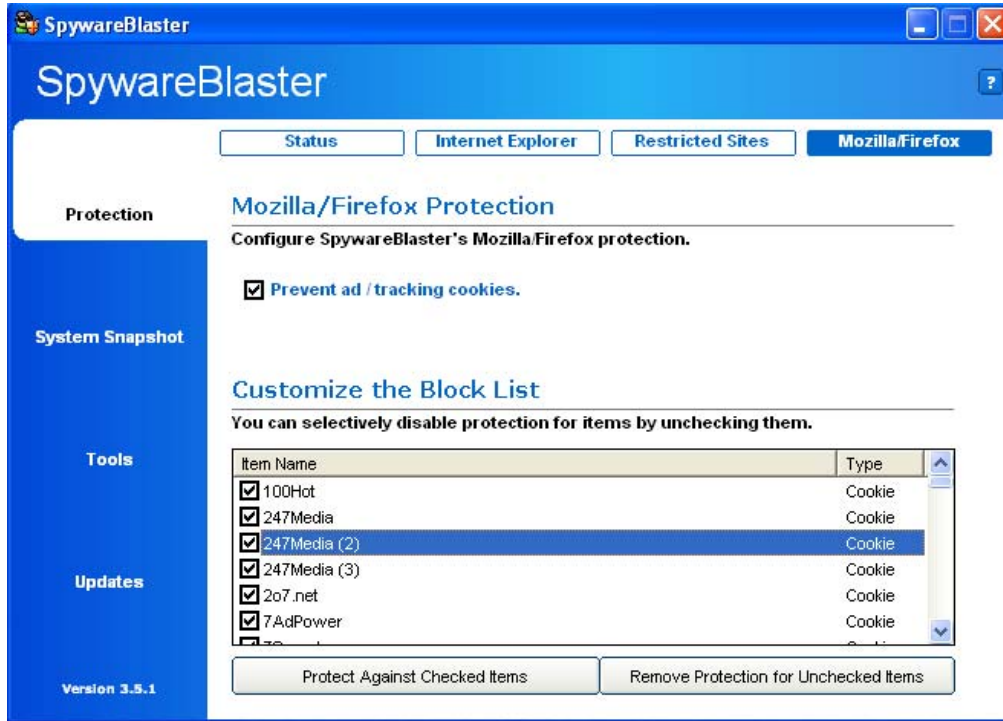 SpywareBlaster
SpywareBlaster
?
Status Internet Explorer Restricted Sites Mozilla/Firefox
Protection
System Snapshot
Tools
Updates
Version 3.5.1
Mozilla/Firefox Protection
Configure SpywareBlaster's Mozilla/Firefox protection.
Prevent ad / tracking cookies.
Customize the Block List
You can selectively disable protection for items by unchecking them.
Item Name Type
100Hot Cookie
247Media Cookie
247Media (2) Cookie
247Media (3) Cookie
2o7.net Cookie
7AdPower Cookie
Protect Against Checked Items Remove Protection for Unchecked Items